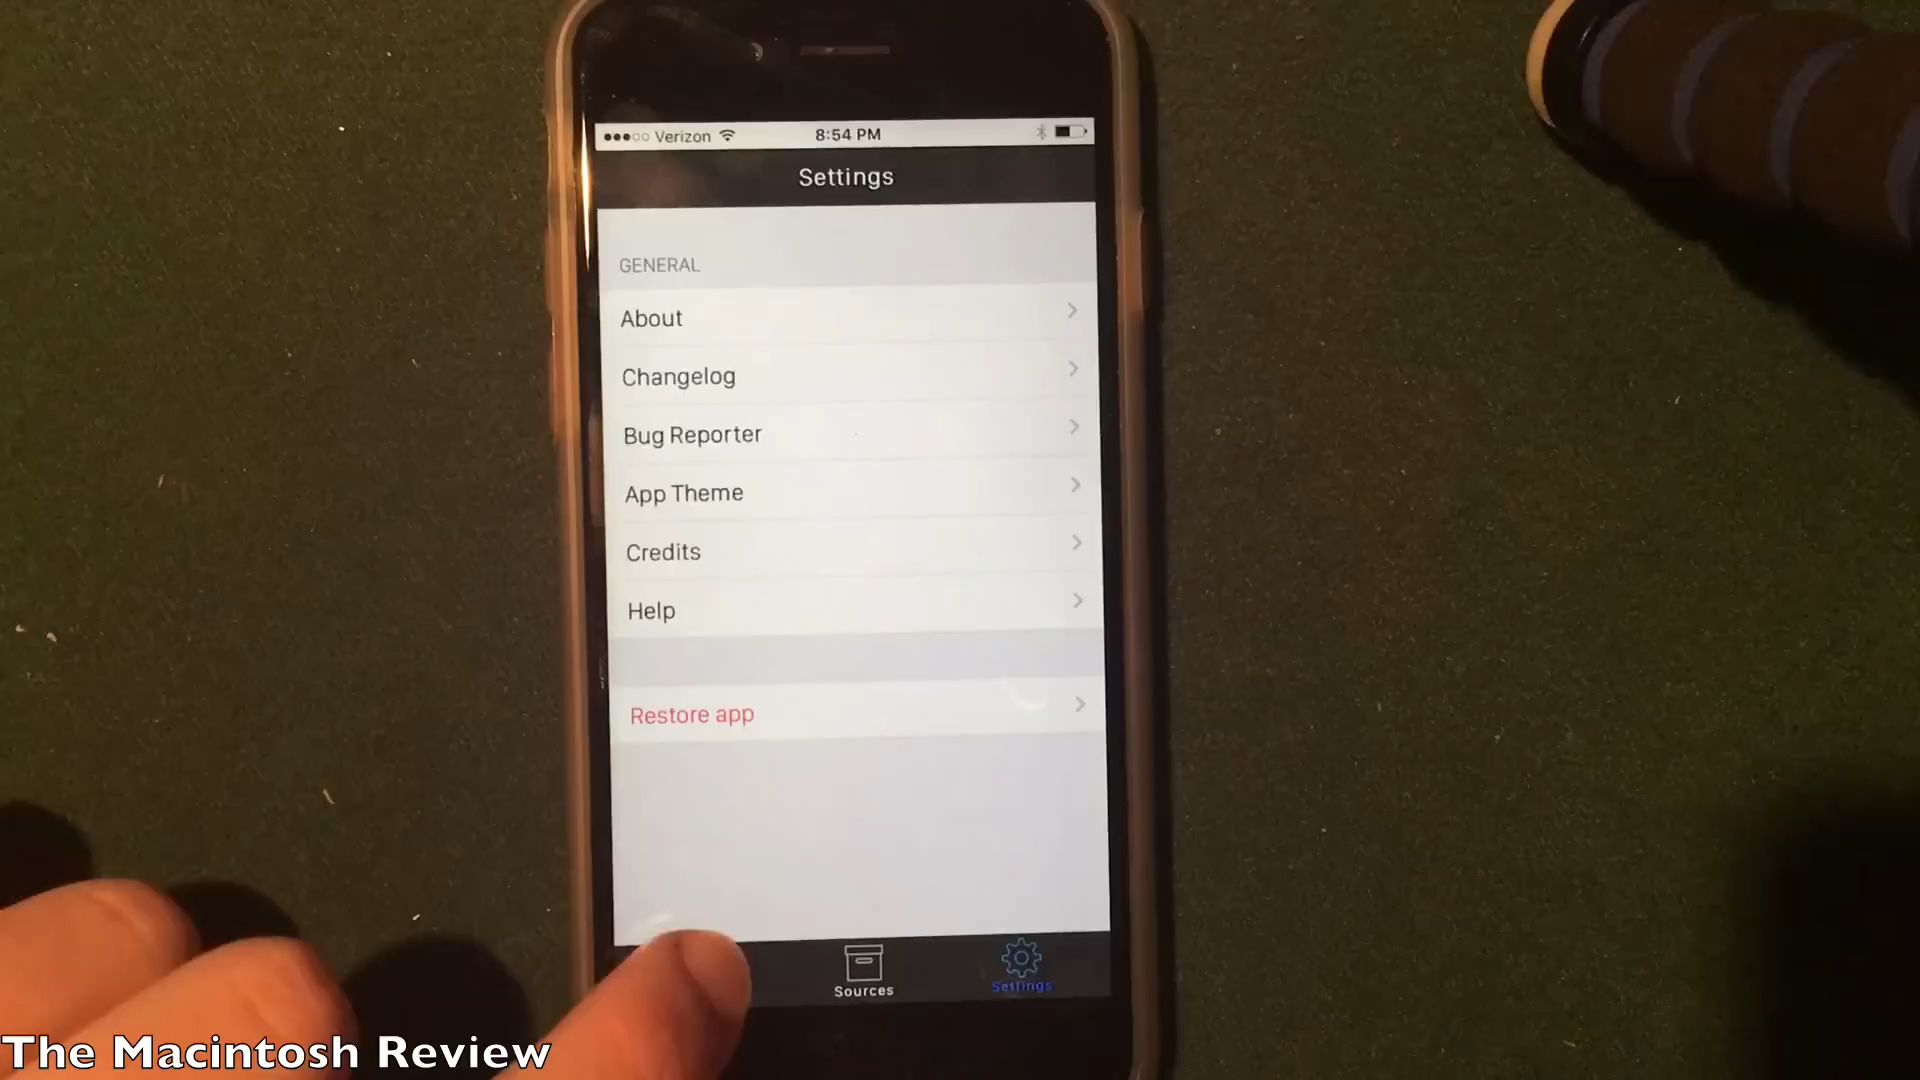 Verizon
8:54 PM
Settings
GENERAL
About
Changelog
Bug Reporter
App Theme
Credits
Help
Restore app
Sources
Settings
The Macintosh Review